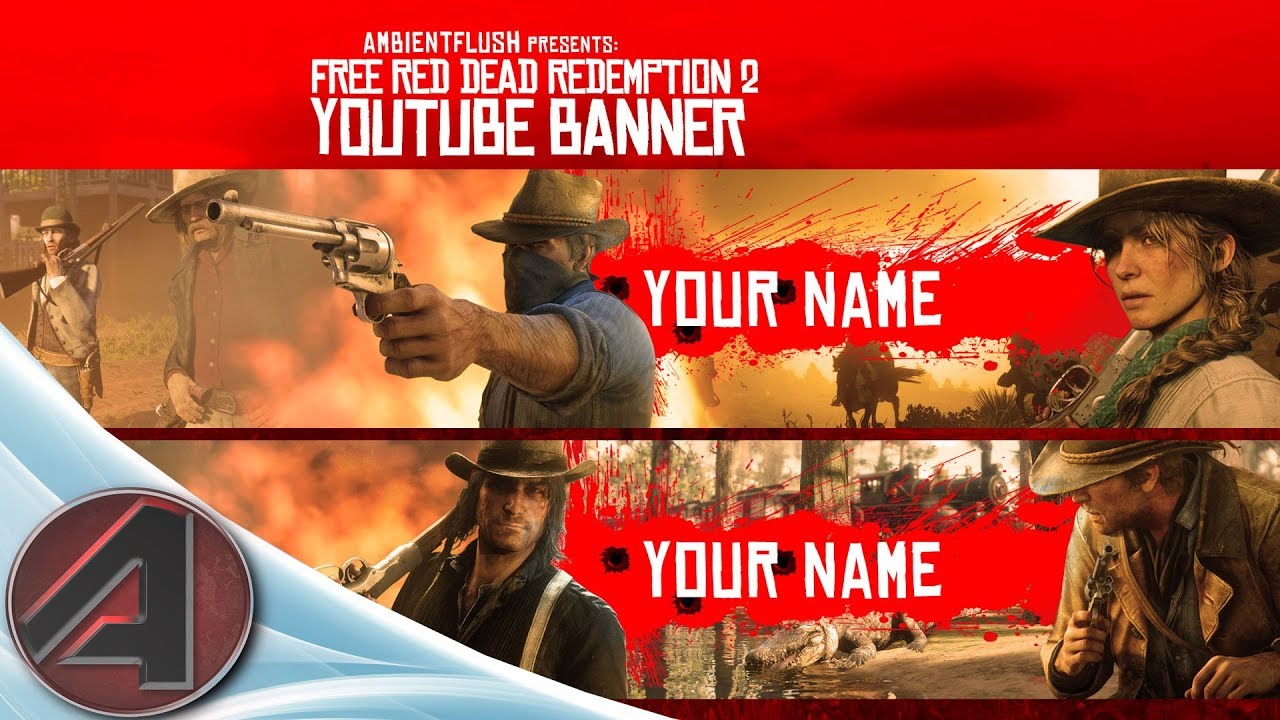 AMBIENTFLUSH PRESENTS:
FREE RED DEAD REDEMPTION 2
YOUTUBE BANNER
YOUR NAME
YOUR NAME